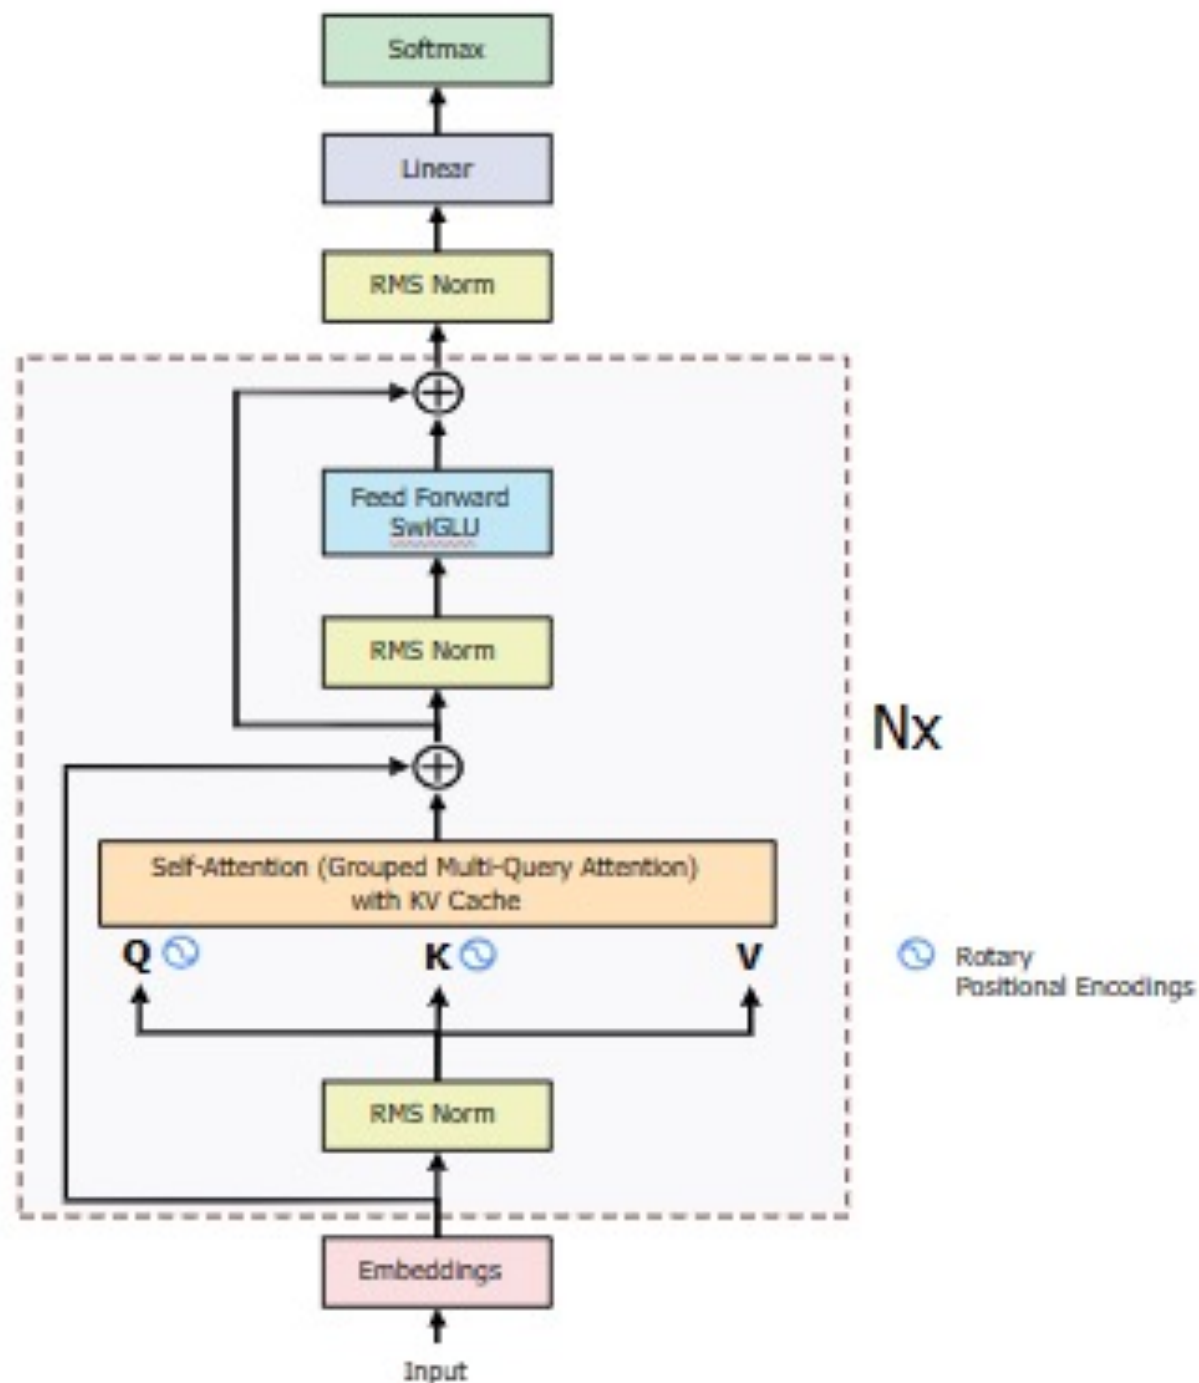 Softmax
Linear
RMS Norm
Feed Forward
SwiGLU
RMS Norm
Nx
Self-Attention (Grouped Multi-Query Attention)
with KV Cache
Q
K
V
Rotary
Positional Encodings
RMS Norm
Embeddings
Input